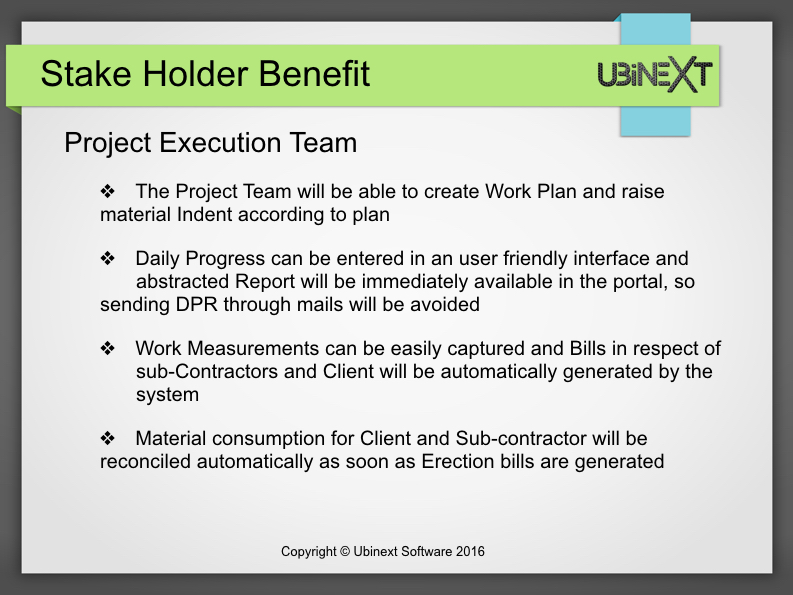 Stake Holder Benefit
UBiNEXT
Project Execution Team
❖ The Project Team will be able to create Work Plan and raise
material Indent according to plan
❖ Daily Progress can be entered in an user friendly interface and
abstracted Report will be immediately available in the portal, so
sending DPR through mails will be avoided
❖ Work Measurements can be easily captured and Bills in respect of
sub-Contractors and Client will be automatically generated by the
system
❖ Material consumption for Client and Sub-contractor will be
reconciled automatically as soon as Erection bills are generated
Copyright © Ubinext Software 2016